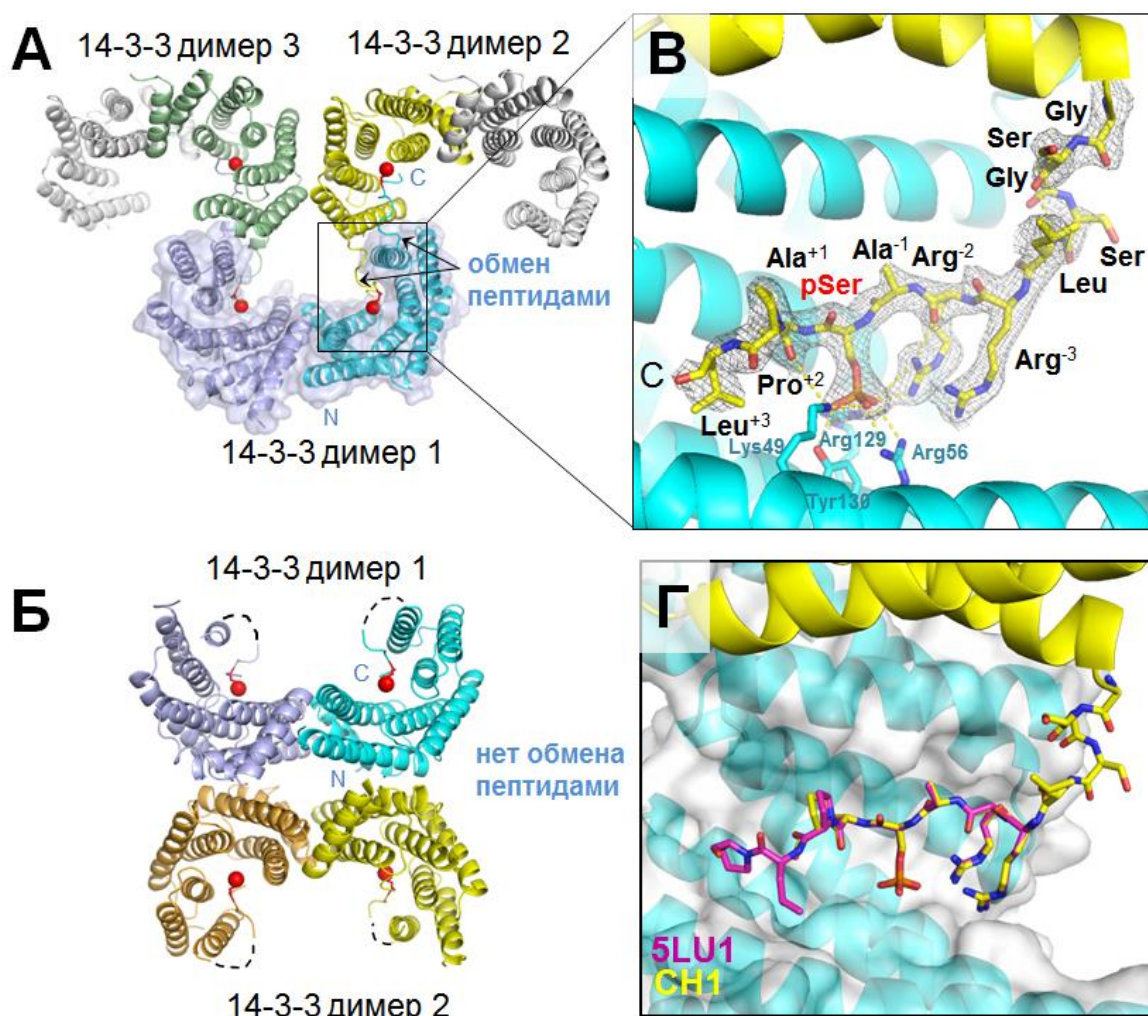 А
14-3-3 димер 3
14-3-3 димер 2
C
обмен
пептидами
N
14-3-3 димер 1
В
Gly
Ser
Gly
Ser
Leu
Ala+1
pSer
Ala-1
Arg-2
Arg-3
C
Pro+2
Leu+3
Lys49
Arg129
Arg56
Tyr130
Б
14-3-3 димер 1
C
N
нет обмена
пептидами
14-3-3 димер 2
Г
5LU1
CH1